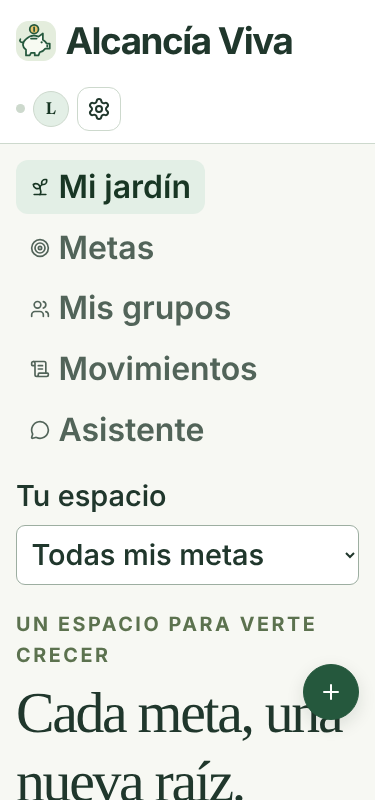 Alcancía Viva
L
Mi jardín
Metas
Mis grupos
Movimientos
Asistente
Tu espacio
Todas mis metas
UN ESPACIO PARA VERTE
CRECER
Cada meta, una
nueva raíz.